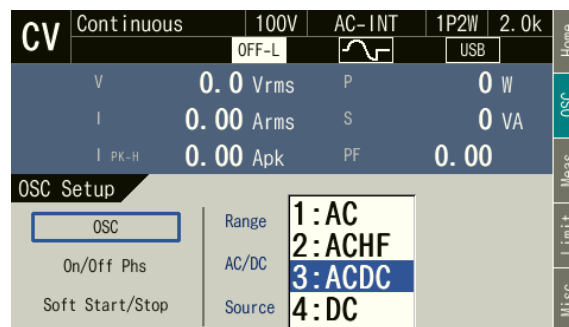 CV Continuous 100V AC-INT 1P2W 2.0k
OFF-L USB
V 0.0 Vrms P 0 W
I 0.00 Arms S 0 VA
I PK-H 0.00 Apk PF 0.00
OSC Setup
OSC Range 1:AC
2:ACHF
On/Off Phs AC/DC 3:ACDC
Soft Start/Stop Source 4:DC
Home
OSC
Meas
Limit
Misc